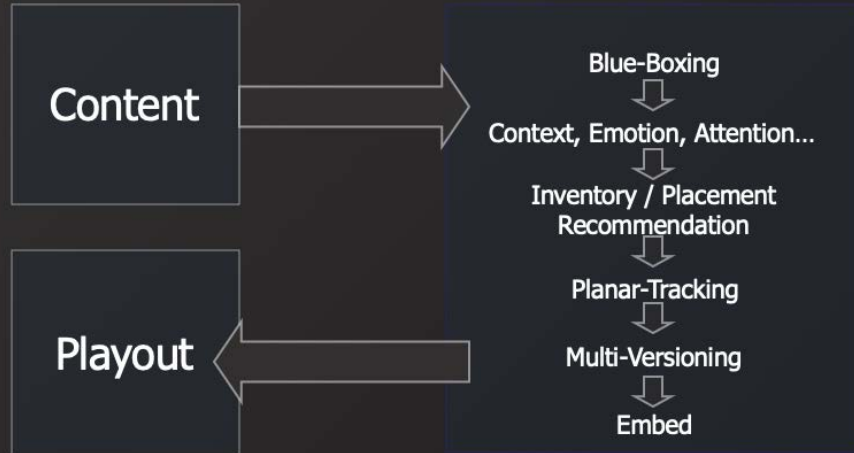 Content
Playout
Blue-Boxing
Context, Emotion, Attention...
Inventory / Placement
Recommendation
Planar-Tracking
Multi-Versioning
Embed